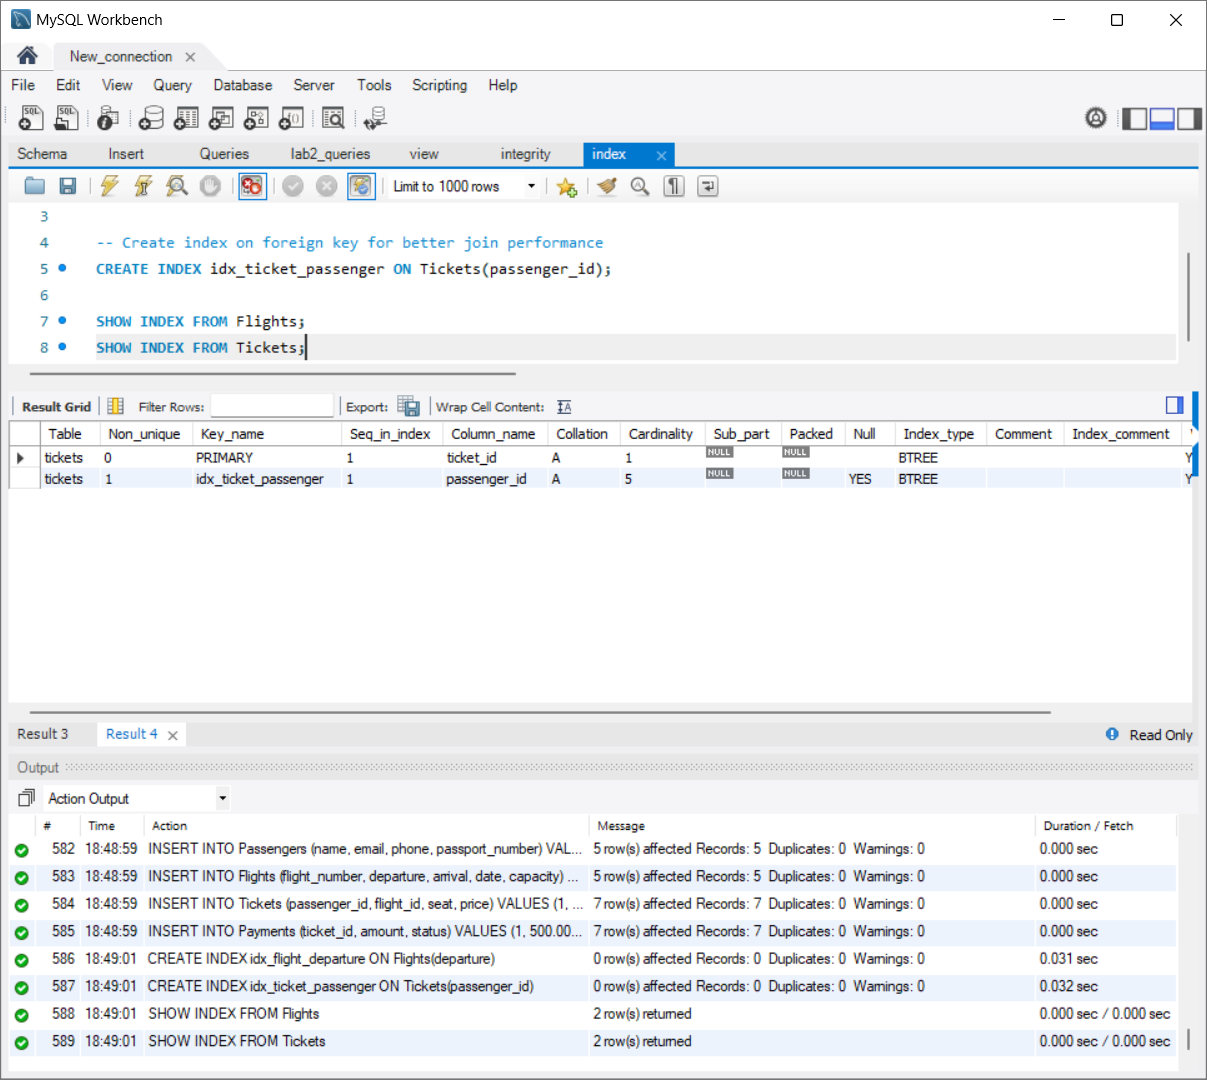 MySQL Workbench
New_connection
File Edit View Query Database Server Tools Scripting Help
Schema Insert Queries lab2_queries view integrity index
Limit to 1000 rows
3
4 -- Create index on foreign key for better join performance
5 CREATE INDEX idx_ticket_passenger ON Tickets(passenger_id);
6
7 SHOW INDEX FROM Flights;
8 SHOW INDEX FROM Tickets;
Result Grid Filter Rows: Export: Wrap Cell Content:
Table Non_unique Key_name Seq_in_index Column_name Collation Cardinality Sub_part Packed Null Index_type Comment Index_comment
tickets 0 PRIMARY 1 ticket_id A 1 NULL NULL BTREE Y
tickets 1 idx_ticket_passenger 1 passenger_id A 5 NULL NULL YES BTREE Y
Result 3 Result 4 Read Only
Output
Action Output
# Time Action Message Duration / Fetch
582 18:48:59 INSERT INTO Passengers (name, email, phone, passport_number) VAL... 5 row(s) affected Records: 5 Duplicates: 0 Warnings: 0 0.000 sec
583 18:48:59 INSERT INTO Flights (flight_number, departure, arrival, date, capacity) ... 5 row(s) affected Records: 5 Duplicates: 0 Warnings: 0 0.000 sec
584 18:48:59 INSERT INTO Tickets (passenger_id, flight_id, seat, price) VALUES (1, ... 7 row(s) affected Records: 7 Duplicates: 0 Warnings: 0 0.000 sec
585 18:48:59 INSERT INTO Payments (ticket_id, amount, status) VALUES (1, 500.00... 7 row(s) affected Records: 7 Duplicates: 0 Warnings: 0 0.000 sec
586 18:49:01 CREATE INDEX idx_flight_departure ON Flights(departure) 0 row(s) affected Records: 0 Duplicates: 0 Warnings: 0 0.031 sec
587 18:49:01 CREATE INDEX idx_ticket_passenger ON Tickets(passenger_id) 0 row(s) affected Records: 0 Duplicates: 0 Warnings: 0 0.032 sec
588 18:49:01 SHOW INDEX FROM Flights 2 row(s) returned 0.000 sec / 0.000 sec
589 18:49:01 SHOW INDEX FROM Tickets 2 row(s) returned 0.000 sec / 0.000 sec